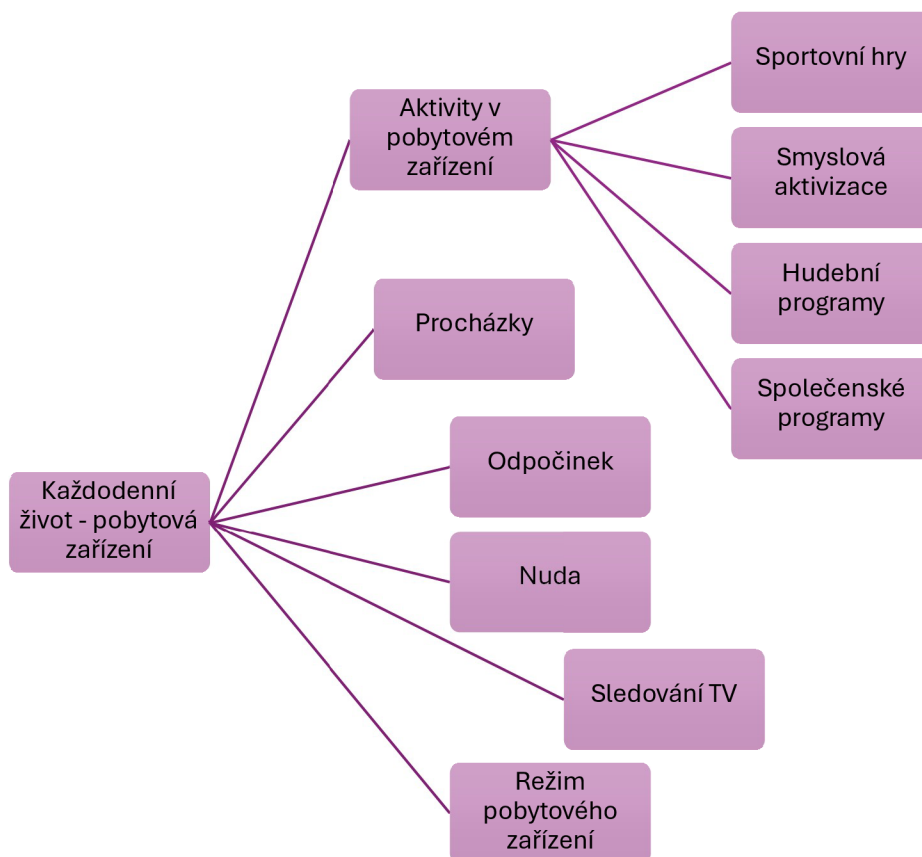 Každodenní
život - pobytová
zařízení
Aktivity v
pobytovém
zařízení
Sportovní hry
Smyslová
aktivizace
Hudební
programy
Společenské
programy
Procházky
Odpočinek
Nuda
Sledování TV
Režim
pobytového
zařízení